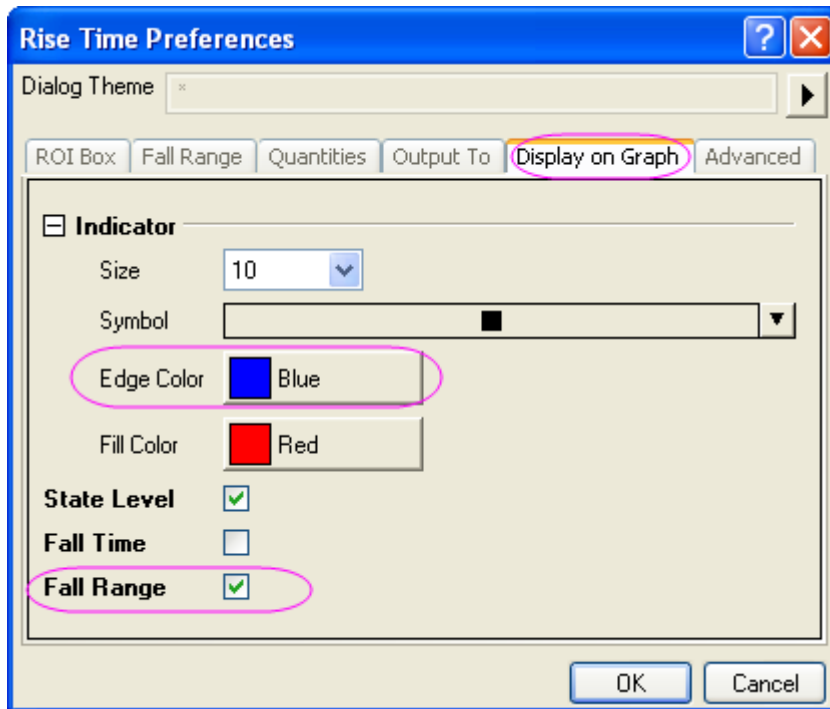 Rise Time Preferences
Dialog Theme *
ROI Box Fall Range Quantities Output To Display on Graph Advanced
Indicator
Size 10
Symbol
Edge Color Blue
Fill Color Red
State Level
Fall Time
Fall Range
OK Cancel